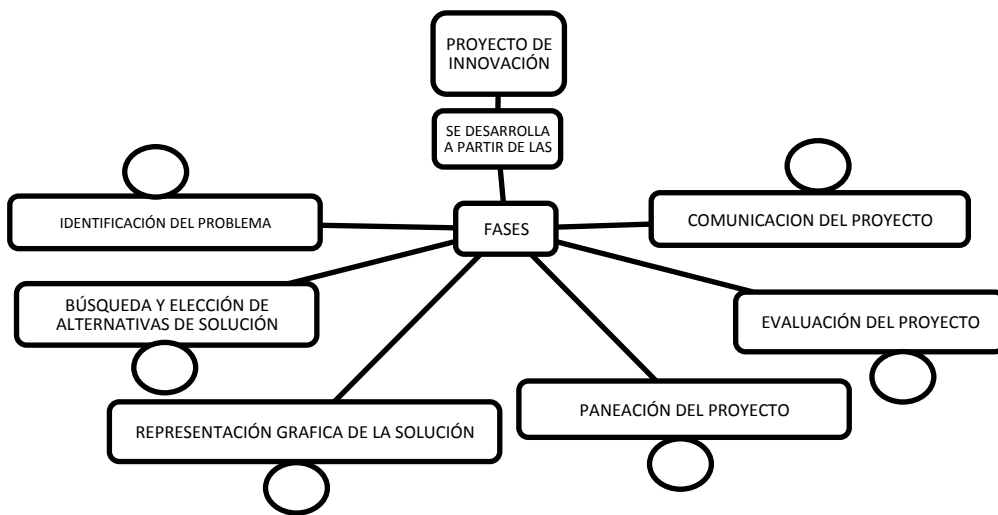 PROYECTO DE
INNOVACIÓN
SE DESARROLLA
A PARTIR DE LAS
FASES
IDENTIFICACIÓN DEL PROBLEMA
BÚSQUEDA Y ELECCIÓN DE
ALTERNATIVAS DE SOLUCIÓN
REPRESENTACIÓN GRAFICA DE LA SOLUCIÓN
PANEACIÓN DEL PROYECTO
EVALUACIÓN DEL PROYECTO
COMUNICACION DEL PROYECTO